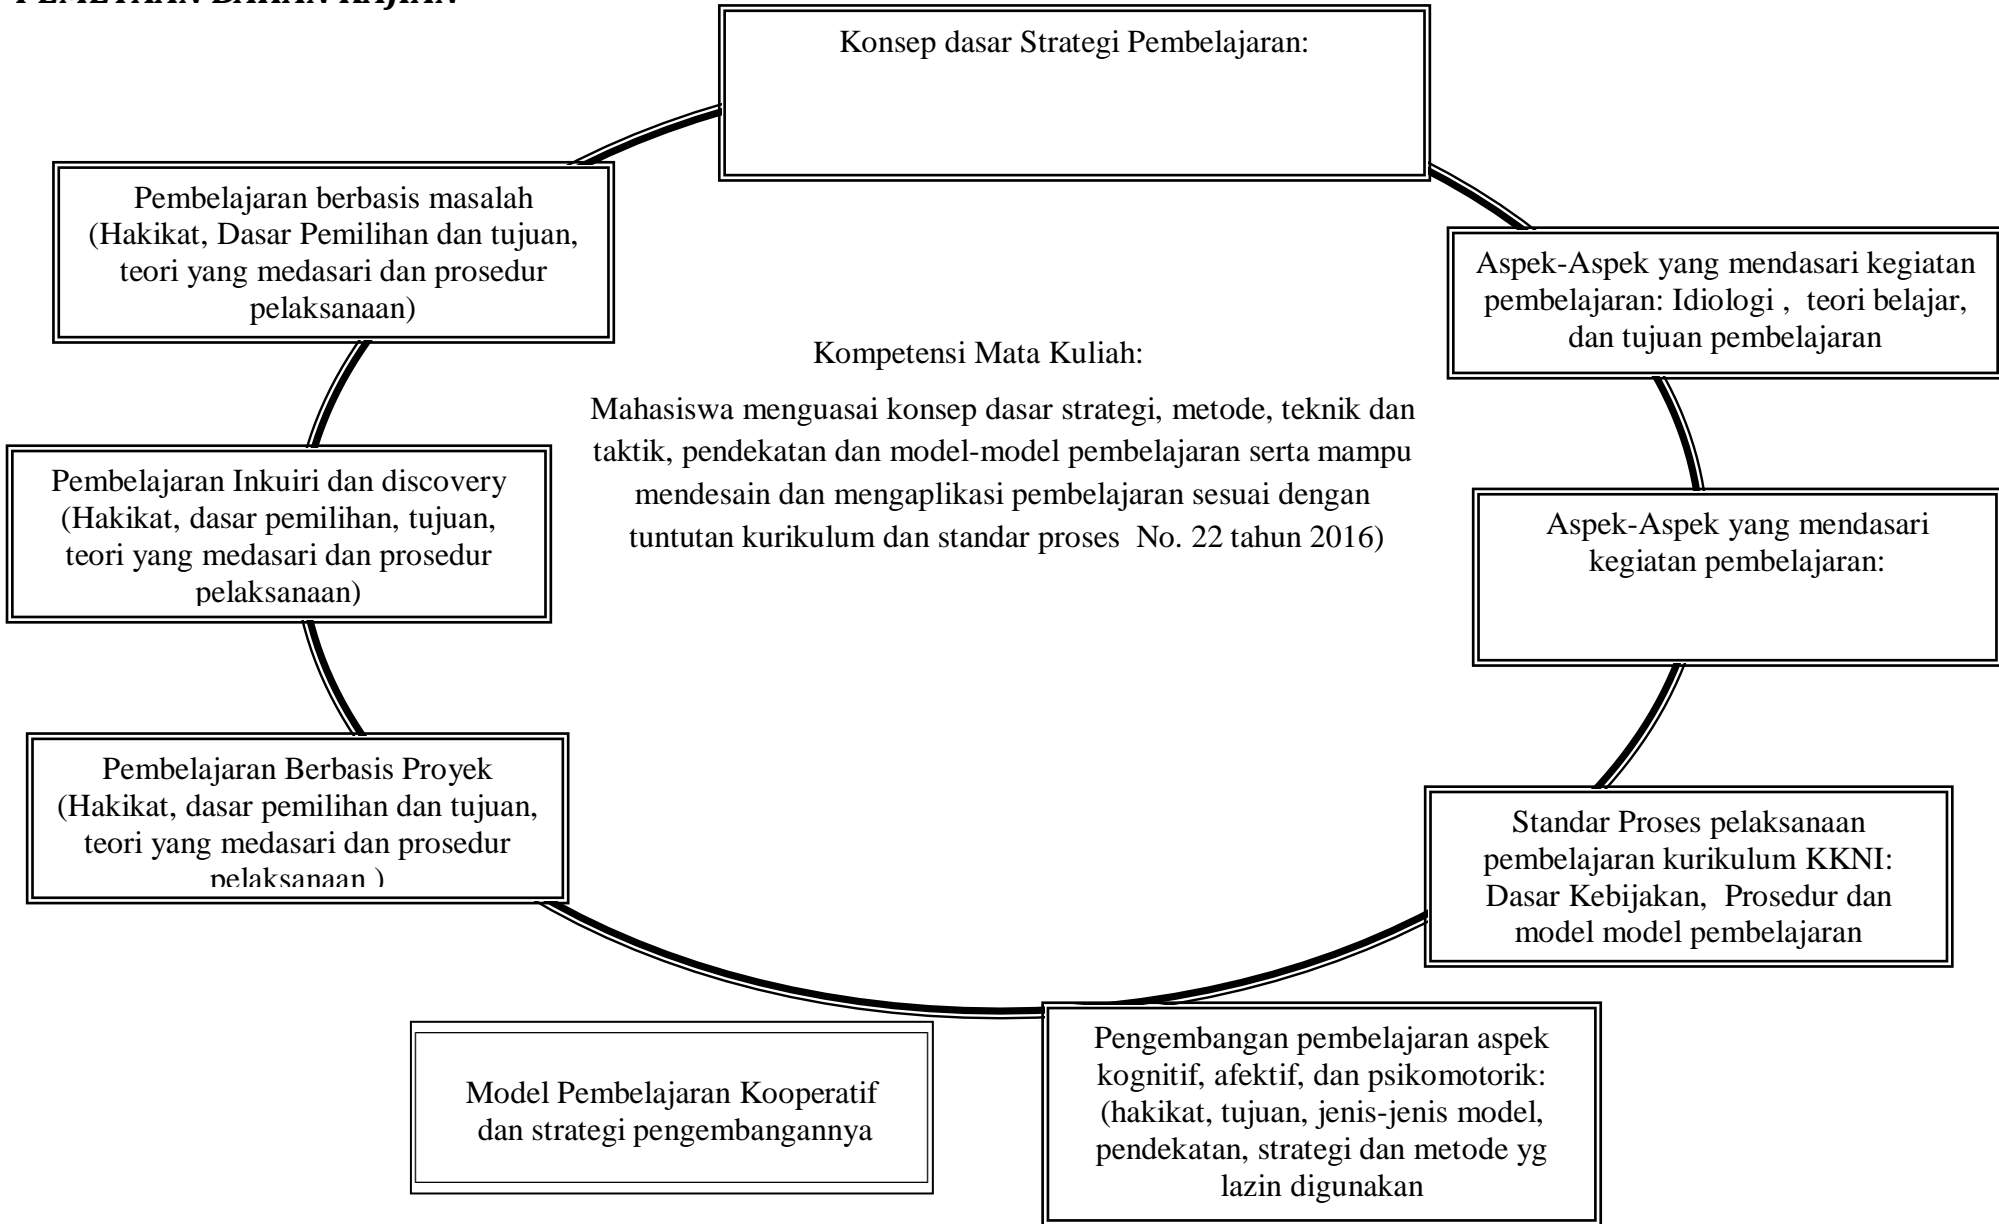 PEMETAAN BAHAN KAJIAN
Konsep dasar Strategi Pembelajaran:
Aspek-Aspek yang mendasari kegiatan
pembelajaran: Idiologi , teori belajar,
dan tujuan pembelajaran
Aspek-Aspek yang mendasari
kegiatan pembelajaran:
Standar Proses pelaksanaan
pembelajaran kurikulum KKNI:
Dasar Kebijakan, Prosedur dan
model model pembelajaran
Pengembangan pembelajaran aspek
kognitif, afektif, dan psikomotorik:
(hakikat, tujuan, jenis-jenis model,
pendekatan, strategi dan metode yg
lazin digunakan
Model Pembelajaran Kooperatif
dan strategi pengembangannya
Pembelajaran Berbasis Proyek
(Hakikat, dasar pemilihan dan tujuan,
teori yang medasari dan prosedur
pelaksanaan )
Pembelajaran Inkuiri dan discovery
(Hakikat, dasar pemilihan, tujuan,
teori yang medasari dan prosedur
pelaksanaan)
Pembelajaran berbasis masalah
(Hakikat, Dasar Pemilihan dan tujuan,
teori yang medasari dan prosedur
pelaksanaan)
Kompetensi Mata Kuliah:
Mahasiswa menguasai konsep dasar strategi, metode, teknik dan
taktik, pendekatan dan model-model pembelajaran serta mampu
mendesain dan mengaplikasi pembelajaran sesuai dengan
tuntutan kurikulum dan standar proses No. 22 tahun 2016)